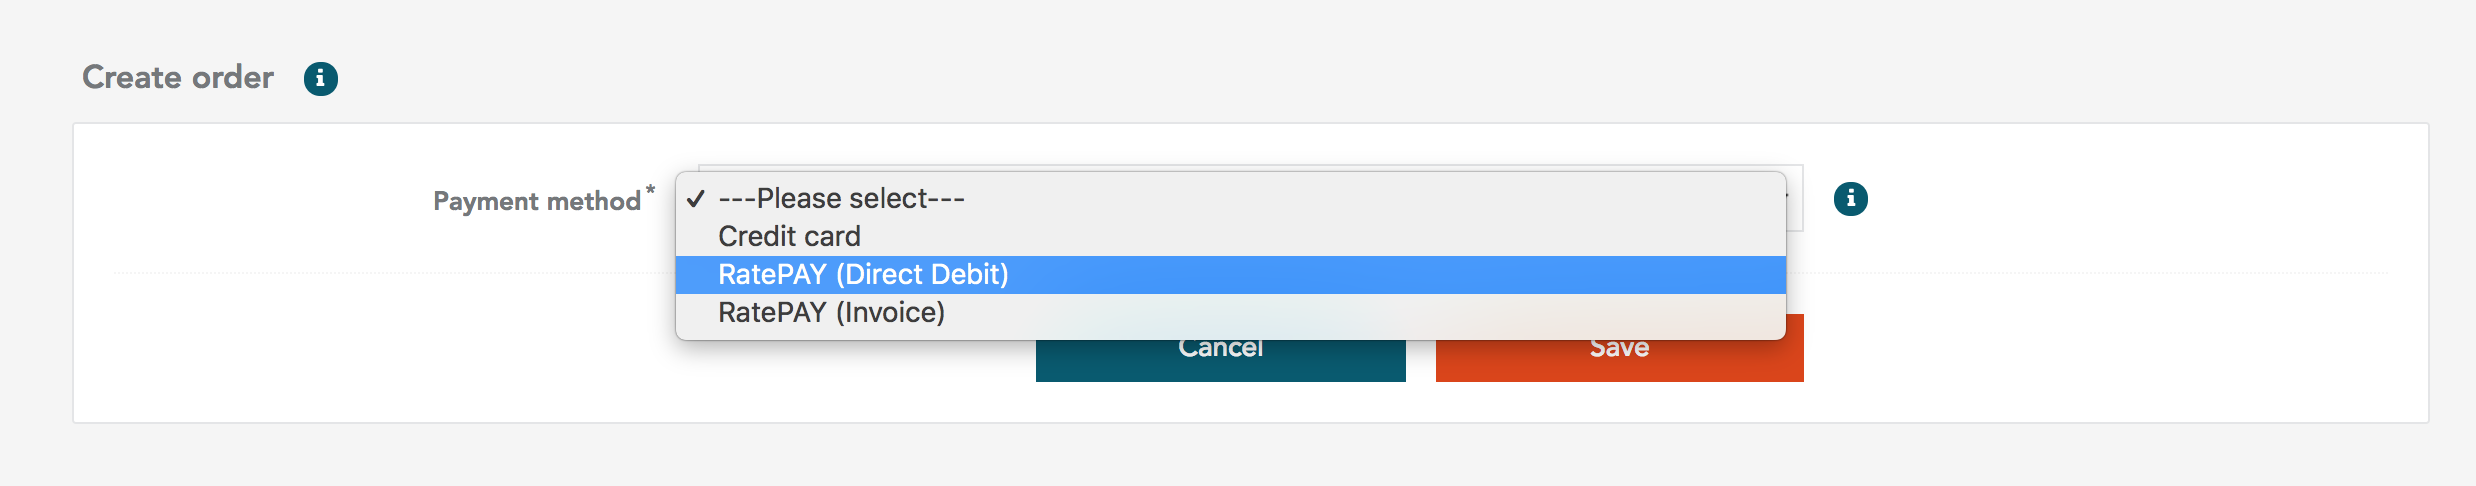 Create order
Payment method*
✓ ---Please select---
Credit card
RatePAY (Direct Debit)
RatePAY (Invoice)
Cancel
Save